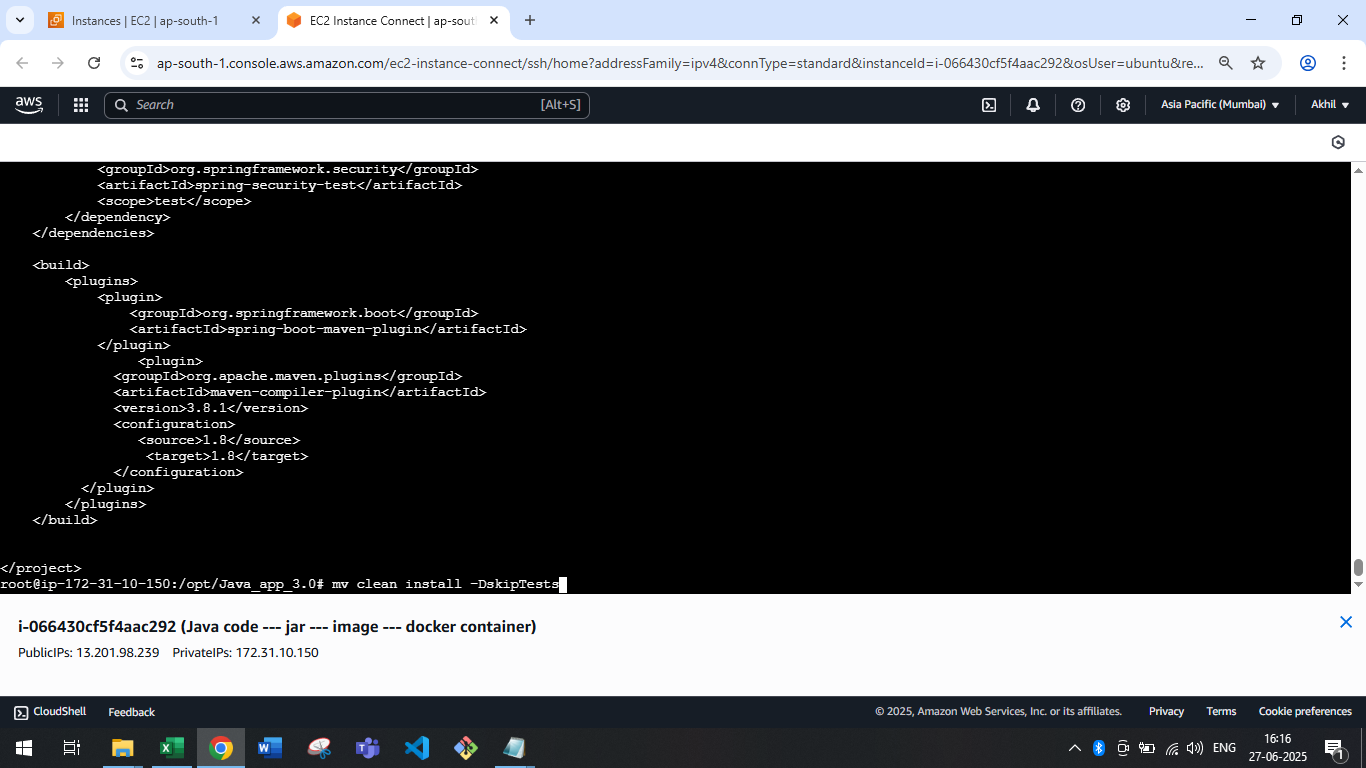 Instances | EC2 | ap-south-1
EC2 Instance Connect | ap-sout
ap-south-1.console.aws.amazon.com/ec2-instance-connect/ssh/home?addressFamily=ipv4&connType=standard&instanceId=i-066430cf5f4aac292&osUser=ubuntu&re...
aws
Search
[Alt+S]
Asia Pacific (Mumbai)
Akhil
<groupId>org.springframework.security</groupId>
<artifactId>spring-security-test</artifactId>
<scope>test</scope>
</dependency>
</dependencies>
<build>
<plugins>
<plugin>
<groupId>org.springframework.boot</groupId>
<artifactId>spring-boot-maven-plugin</artifactId>
</plugin>
<plugin>
<groupId>org.apache.maven.plugins</groupId>
<artifactId>maven-compiler-plugin</artifactId>
<version>3.8.1</version>
<configuration>
<source>1.8</source>
<target>1.8</target>
</configuration>
</plugin>
</plugins>
</build>
</project>
root@ip-172-31-10-150:/opt/Java_app_3.0# mv clean install -DskipTests
i-066430cf5f4aac292 (Java code --- jar --- image --- docker container)
PublicIPs: 13.201.98.239 PrivateIPs: 172.31.10.150
CloudShell
Feedback
© 2025, Amazon Web Services, Inc. or its affiliates.
Privacy
Terms
Cookie preferences
ENG
16:16
27-06-2025
1